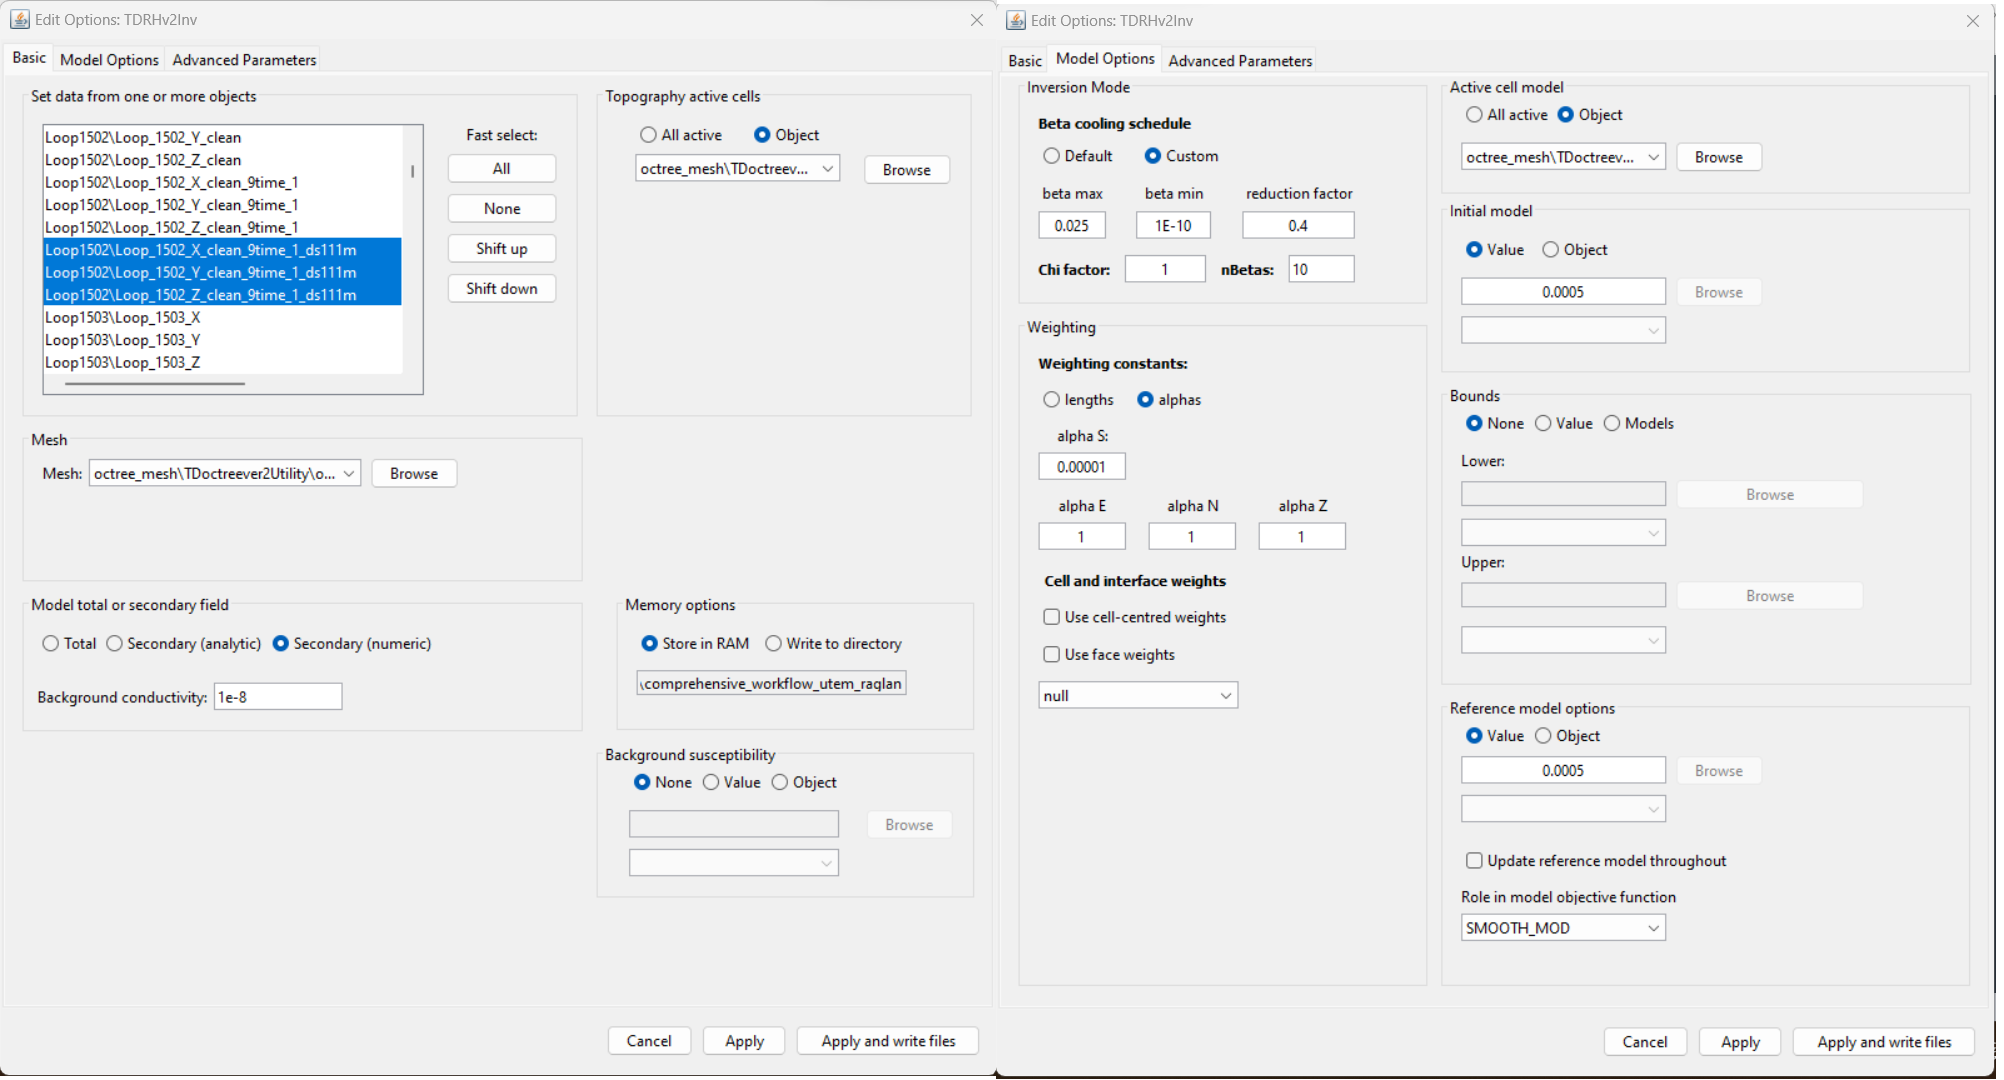 Edit Options: TDRHv2Inv
Basic
Model Options
Advanced Parameters
Set data from one or more objects
Loop1502\Loop_1502_Y_clean
Loop1502\Loop_1502_Z_clean
Loop1502\Loop_1502_X_clean_9time_1
Loop1502\Loop_1502_Y_clean_9time_1
Loop1502\Loop_1502_Z_clean_9time_1
Loop1502\Loop_1502_X_clean_9time_1_ds111m
Loop1502\Loop_1502_Y_clean_9time_1_ds111m
Loop1502\Loop_1502_Z_clean_9time_1_ds111m
Loop1503\Loop_1503_X
Loop1503\Loop_1503_Y
Loop1503\Loop_1503_Z
Fast select:
All
None
Shift up
Shift down
Topography active cells
All active
Object
octree_mesh\TDoctreev...
Browse
Mesh
Mesh:
octree_mesh\TDoctreever2Utility\o...
Browse
Model total or secondary field
Total
Secondary (analytic)
Secondary (numeric)
Background conductivity:
1e-8
Memory options
Store in RAM
Write to directory
\comprehensive_workflow_utem_raglan
Background susceptibility
None
Value
Object
Browse
Cancel
Apply
Apply and write files
Edit Options: TDRHv2Inv
Basic
Model Options
Advanced Parameters
Inversion Mode
Beta cooling schedule
Default
Custom
beta max
beta min
reduction factor
0.025
1E-10
0.4
Chi factor:
1
nBetas:
10
Weighting
Weighting constants:
lengths
alphas
alpha S:
0.00001
alpha E
alpha N
alpha Z
1
1
1
Cell and interface weights
Use cell-centred weights
Use face weights
null
Active cell model
All active
Object
octree_mesh\TDoctreev...
Browse
Initial model
Value
Object
0.0005
Browse
Bounds
None
Value
Models
Lower:
Browse
Upper:
Browse
Reference model options
Value
Object
0.0005
Browse
Update reference model throughout
Role in model objective function
SMOOTH_MOD
Cancel
Apply
Apply and write files